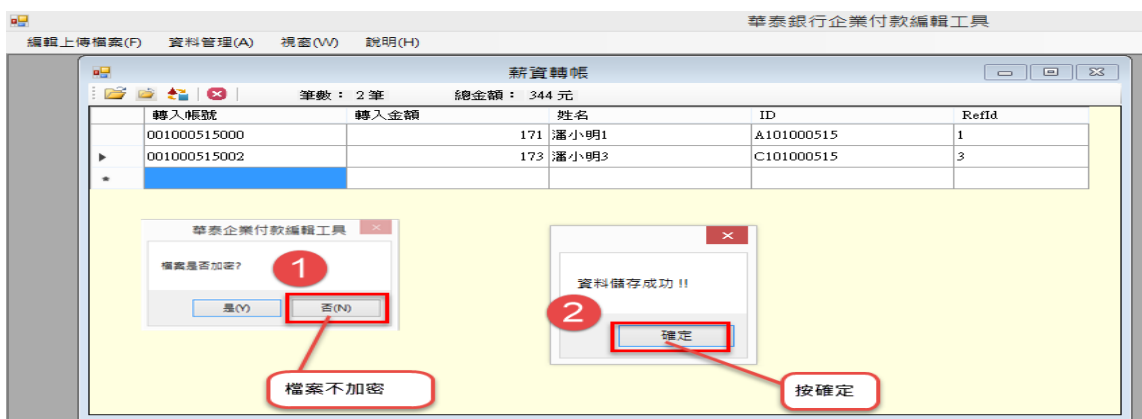 華泰銀行企業付款編輯工具
編輯上傳檔案(F) 資料管理(A) 視窗(W) 說明(H)
薪資轉帳
筆數： 2 筆 總金額： 344 元
轉入帳號 轉入金額 姓名 ID RefId
001000515000 171 潘小明1 A101000515 1
001000515002 173 潘小明3 C101000515 3
華泰企業付款編輯工具
檔案是否加密?
1
是(Y) 否(N)
檔案不加密
資料儲存成功 !!
2
確定
按確定